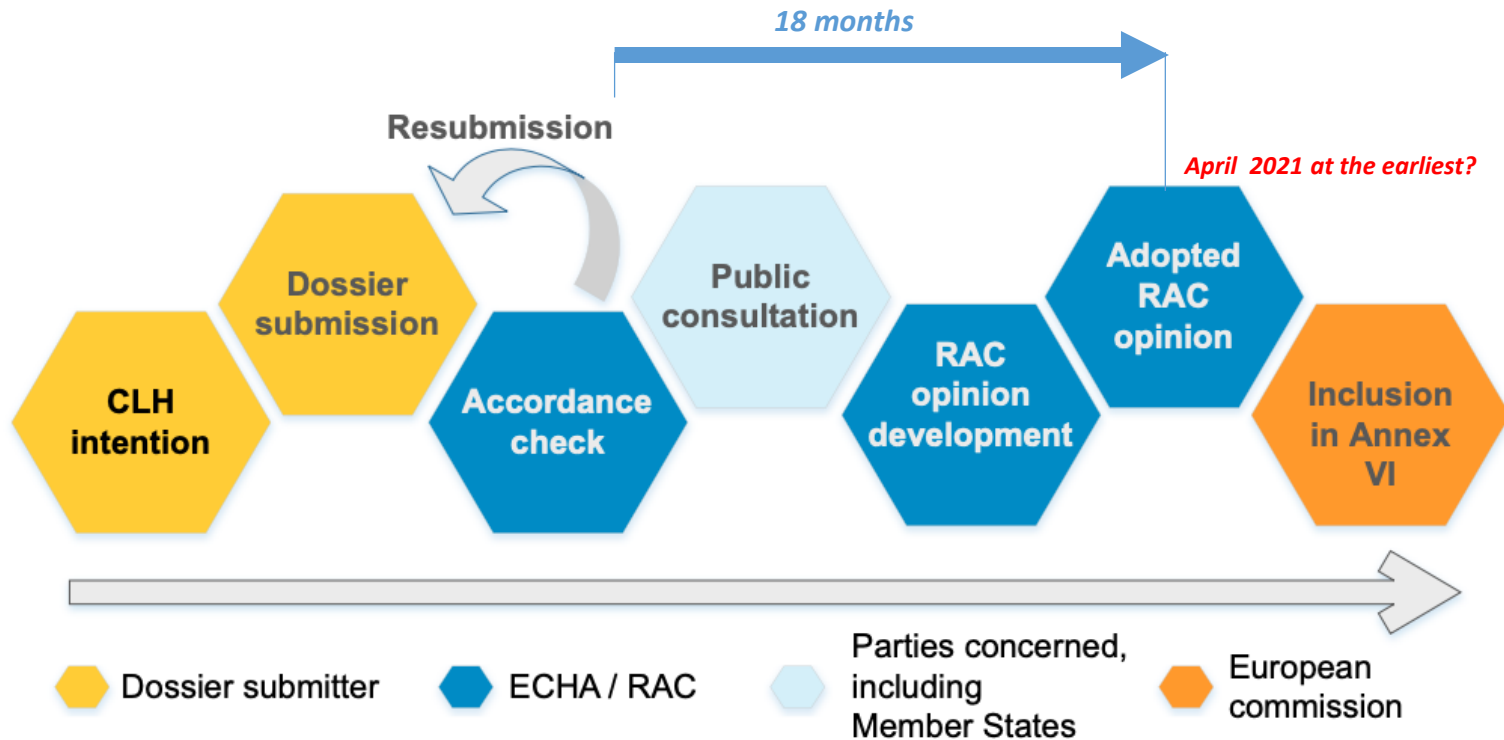 18 months
Resubmission
April 2021 at the earliest?
CLH
intention
Dossier
submission
Accordance
check
Public
consultation
RAC
opinion
development
Adopted
RAC
opinion
Inclusion
in Annex
VI
Dossier submitter
ECHA / RAC
Parties concerned,
including
Member States
European
commission